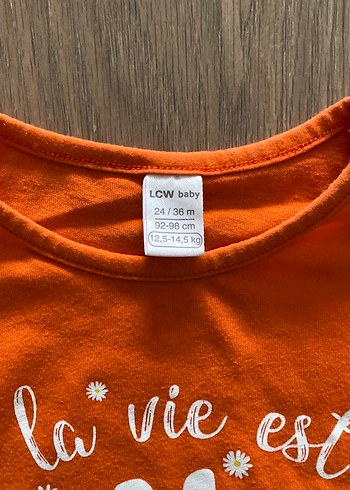 LCW baby
24 / 36 m
92-98 cm
12,5-14,5 kg
la vie est